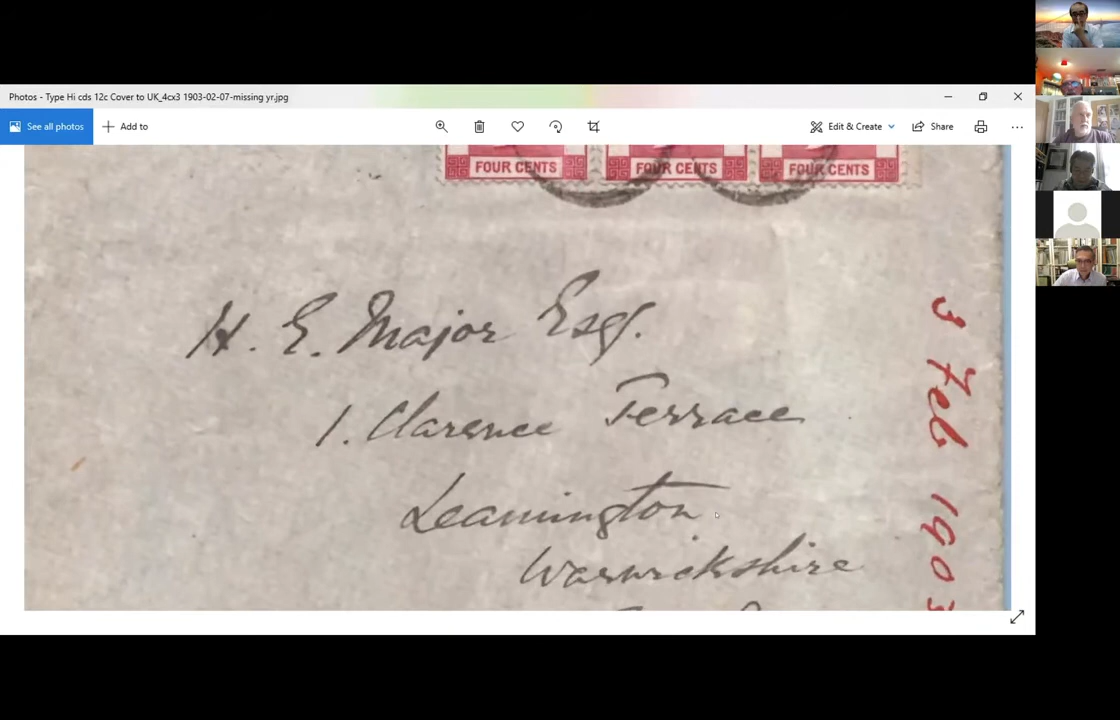 Photos - Type Hi cds 12c Cover to UK_4cx3 1903-02-07-missing yr.jpg
See all photos
Add to
Edit & Create
Share
FOUR CENTS
FOUR CENTS
FOUR CENTS
H. E. Major Esq.
1. Clarence Terrace
Leamington
Warwickshire
3 Feb 1903